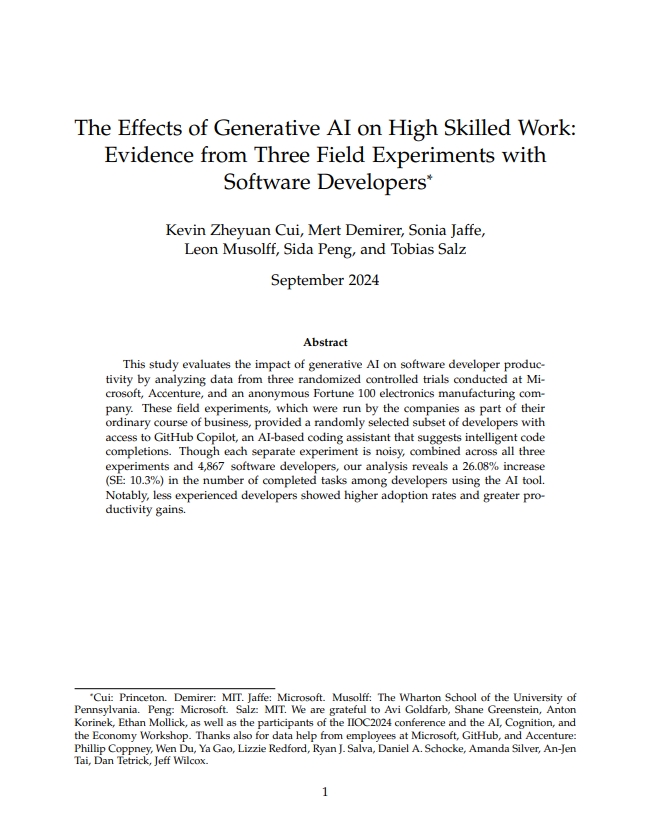 The Effects of Generative AI on High Skilled Work:
Evidence from Three Field Experiments with
Software Developers*
Kevin Zheyuan Cui, Mert Demirer, Sonia Jaffe,
Leon Musolff, Sida Peng, and Tobias Salz
September 2024
Abstract
This study evaluates the impact of generative AI on software developer produc-
tivity by analyzing data from three randomized controlled trials conducted at Mi-
crosoft, Accenture, and an anonymous Fortune 100 electronics manufacturing com-
pany. These field experiments, which were run by the companies as part of their
ordinary course of business, provided a randomly selected subset of developers with
access to GitHub Copilot, an AI-based coding assistant that suggests intelligent code
completions. Though each separate experiment is noisy, combined across all three
experiments and 4,867 software developers, our analysis reveals a 26.08% increase
(SE: 10.3%) in the number of completed tasks among developers using the AI tool.
Notably, less experienced developers showed higher adoption rates and greater pro-
ductivity gains.
*Cui: Princeton. Demirer: MIT. Jaffe: Microsoft. Musolff: The Wharton School of the University of
Pennsylvania. Peng: Microsoft. Salz: MIT. We are grateful to Avi Goldfarb, Shane Greenstein, Anton
Korinek, Ethan Mollick, as well as the participants of the IIOC2024 conference and the AI, Cognition, and
the Economy Workshop. Thanks also for data help from employees at Microsoft, GitHub, and Accenture:
Phillip Coppney, Wen Du, Ya Gao, Lizzie Redford, Ryan J. Salva, Daniel A. Schocke, Amanda Silver, An-Jen
Tai, Dan Tetrick, Jeff Wilcox.
1